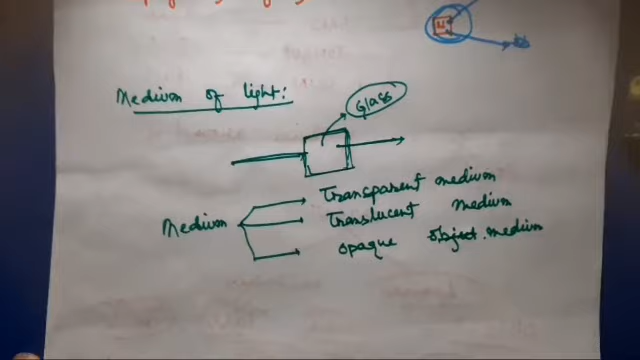 Medium of light:
Glass
Medium
Transparent medium
Translucent medium
opaque object.medium